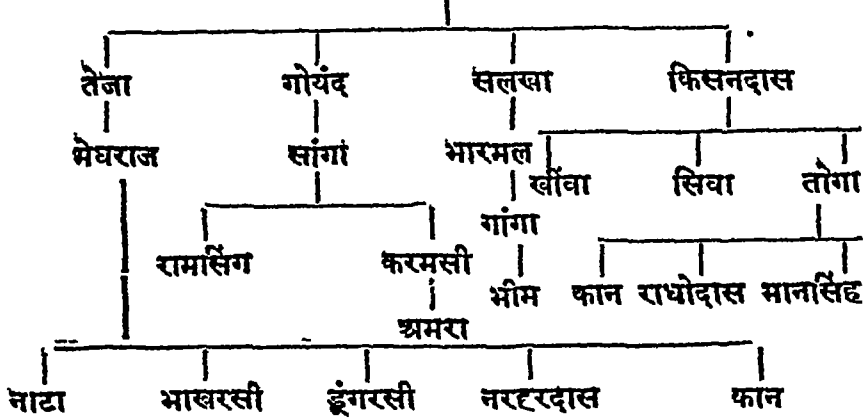 तेजा गोयंद सलखा किसनदास
मेघराज सांगा भारमल
खींवा सिवा तोगा
गांगा
रामसिंग करमसी
भीम कान राघोदास मानसिंह
अमरा
नाटा भाखरसी डूंगरसी नरहरदास कान